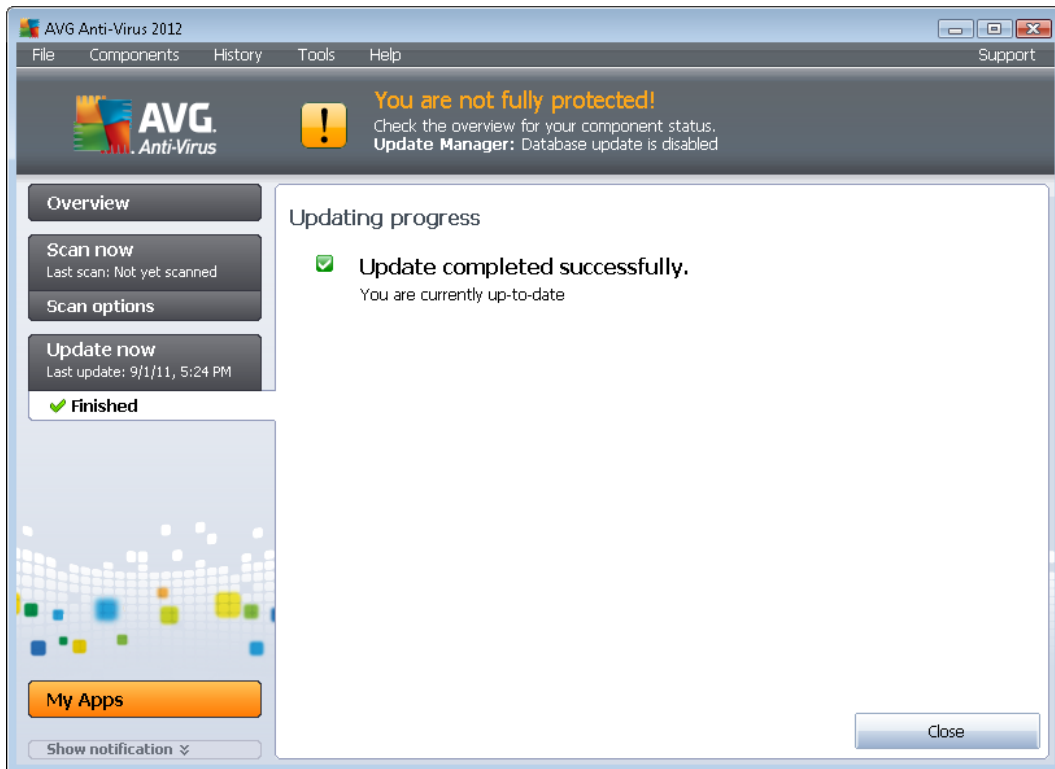 AVG Anti-Virus 2012
File Components History Tools Help Support
AVG.
Anti-Virus
You are not fully protected!
Check the overview for your component status.
Update Manager: Database update is disabled
Overview
Scan now
Last scan: Not yet scanned
Scan options
Update now
Last update: 9/1/11, 5:24 PM
Finished
My Apps
Show notification
Updating progress
Update completed successfully.
You are currently up-to-date
Close